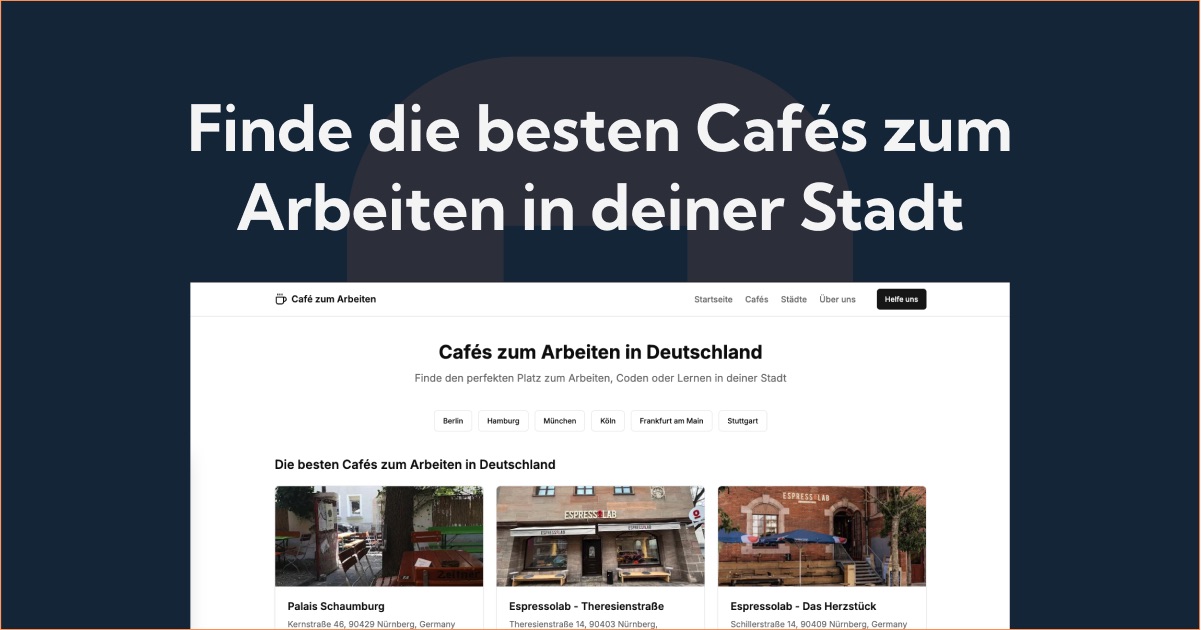 Finde die besten Cafés zum
Arbeiten in deiner Stadt
Café zum Arbeiten
Startseite Cafés Städte Über uns Helfe uns
Cafés zum Arbeiten in Deutschland
Finde den perfekten Platz zum Arbeiten, Coden oder Lernen in deiner Stadt
Berlin Hamburg München Köln Frankfurt am Main Stuttgart
Die besten Cafés zum Arbeiten in Deutschland
ESPRESSOLAB
ESPRESSOLAB
Palais Schaumburg
Espressolab - Theresienstraße
Espressolab - Das Herzstück
Kernstraße 46, 90429 Nürnberg, Germany
Theresienstraße 14, 90403 Nürnberg,
Schillerstraße 14, 90409 Nürnberg, Germany